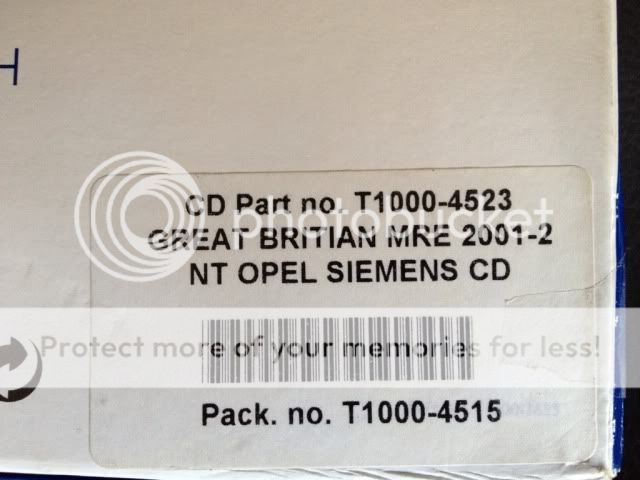 CD Part no. T1000-4523
photobucket
GREAT BRITIAN MRE 2001-2
NT OPEL SIEMENS CD
Protect more of your memories for less!
Pack. no. T1000-4515